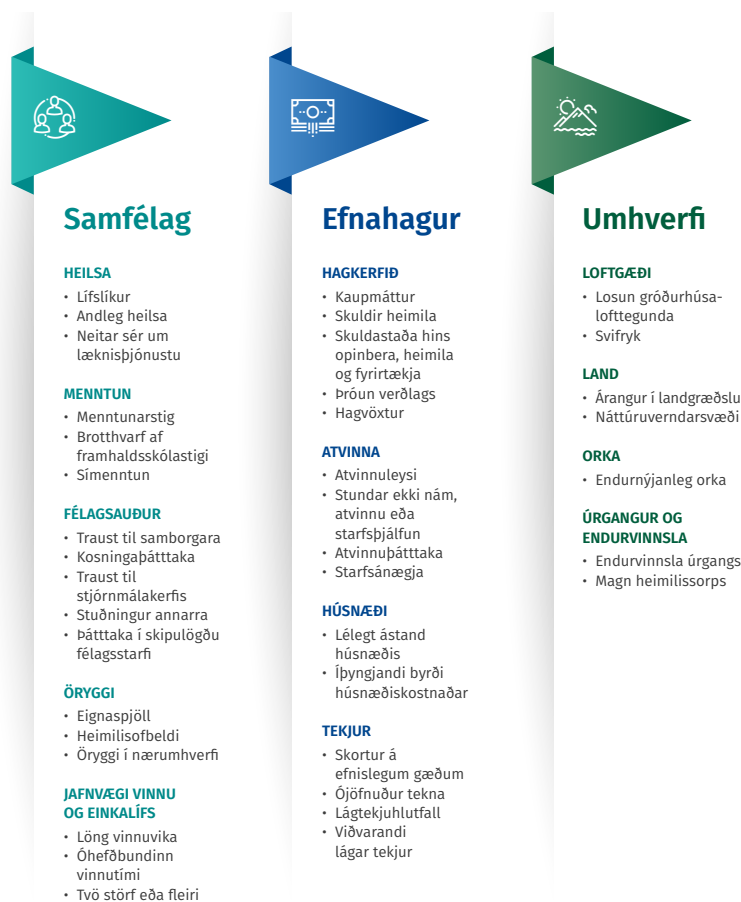 Samfélag
HEILSA
• Lífslíkur
• Andleg heilsa
• Neitar sér um
læknisþjónustu
MENNTUN
• Menntunarstig
• Brotthvarf af
framhaldsskólastigi
• Símenntun
FÉLAGSAUÐUR
• Traust til samborgara
• Kosningaþátttaka
• Traust til
stjórnmálakerfis
• Stuðningur annarra
• Þátttaka í skipulögðu
félagsstarfi
ÖRYGGI
• Eignaspjöll
• Heimilisofbeldi
• Öryggi í nærumhverfi
JAFNVÆGI VINNU
OG EINKALÍFS
• Löng vinnuvika
• Óhefðbundinn
vinnutími
• Tvö störf eða fleiri
Efnahagur
HAGKERFIÐ
• Kaupmáttur
• Skuldir heimila
• Skuldastaða hins
opinbera, heimila
og fyrirtækja
• Þróun verðlags
• Hagvöxtur
ATVINNA
• Atvinnuleysi
• Stundar ekki nám,
atvinnu eða
starfsþjálfun
• Atvinnuþátttaka
• Starfsánægja
HÚSNÆÐI
• Lélegt ástand
húsnæðis
• Íþyngjandi byrði
húsnæðiskostnaðar
TEKJUR
• Skortur á
efnislegum gæðum
• Ójöfnuður tekna
• Lágtekjuhlutfall
• Viðvarandi
lágar tekjur
Umhverfi
LOFTGÆÐI
• Losun gróðurhúsa-
lofttegunda
• Svifryk
LAND
• Árangur í landgræðslu
• Náttúruverndarsvæði
ORKA
• Endurnýjanleg orka
ÚRGANGUR OG
ENDURVINNSLA
• Endurvinnsla úrgangs
• Magn heimilissorps